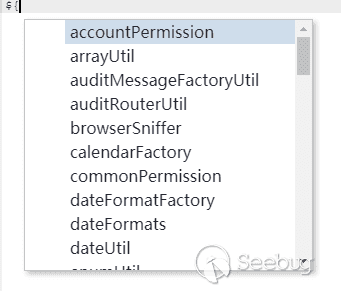 ${
accountPermission
arrayUtil
auditMessageFactoryUtil
auditRouterUtil
browserSniffer
calendarFactory
commonPermission
dateFormatFactory
dateFormats
dateUtil
Seebug